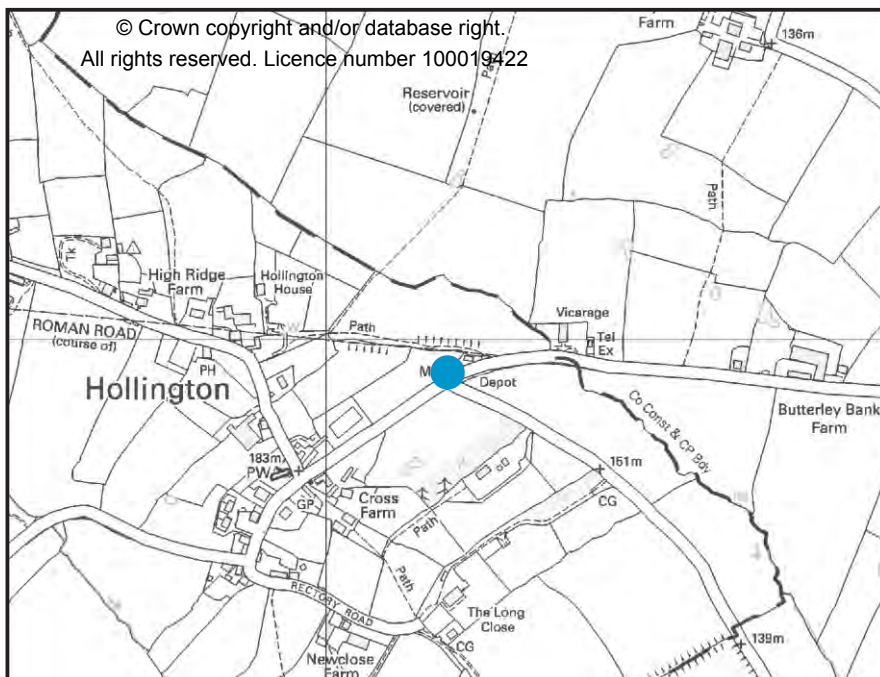 © Crown copyright and/or database right.
All rights reserved. Licence number 100019422
Farm
136m
Path
Reservoir
(covered)
Path
Tk
High Ridge
Farm
Hollington
House
Vicarage
Tel
Ex
ROMAN ROAD
(course of)
Path
PH
M
Depot
Hollington
Butterley Bank
Farm
Co Const & CP Bdy
183m
PW
151m
GP
Cross
Farm
CG
Path
Path
RECTORY ROAD
The Long
Close
CG
Newclose
Farm
139m